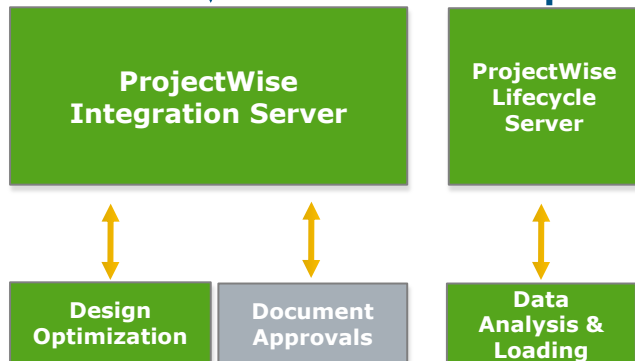 ProjectWise
Integration Server
ProjectWise
Lifecycle
Server
Design
Optimization
Document
Approvals
Data
Analysis &
Loading